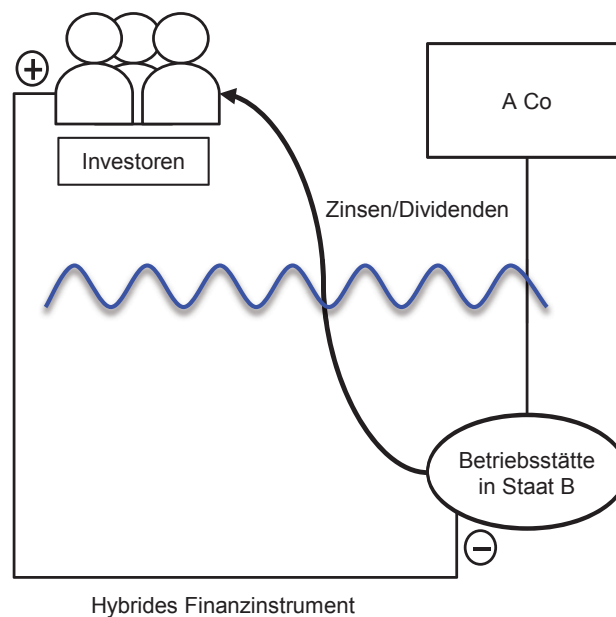 +
A Co
Investoren
Zinsen/Dividenden
Betriebsstätte
in Staat B
−
Hybrides Finanzinstrument